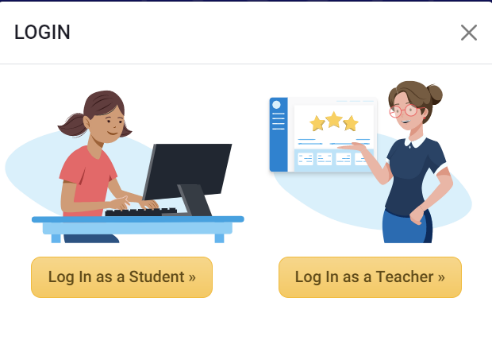 LOGIN
Log In as a Student »
Log In as a Teacher »